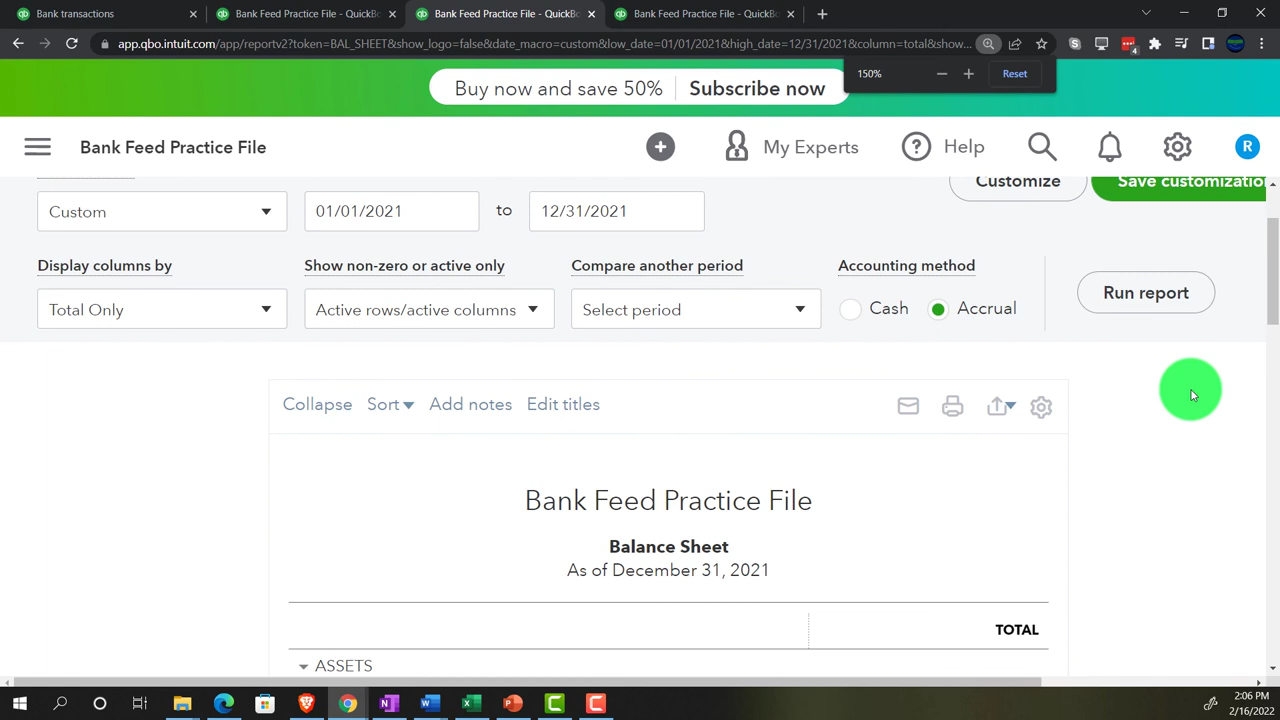 Bank transactions
Bank Feed Practice File - QuickBo
Bank Feed Practice File - QuickBo
Bank Feed Practice File - QuickBo
app.qbo.intuit.com/app/reportv2?token=BAL_SHEET&show_logo=false&date_macro=custom&low_date=01/01/2021&high_date=12/31/2021&column=total&show...
4
150%
Reset
Buy now and save 50%
Subscribe now
Bank Feed Practice File
My Experts
Help
R
Custom
01/01/2021
to
12/31/2021
Customize
Save customizatio
Display columns by
Show non-zero or active only
Compare another period
Accounting method
Total Only
Active rows/active columns
Select period
Cash
Accrual
Run report
Collapse
Sort
Add notes
Edit titles
Bank Feed Practice File
Balance Sheet
As of December 31, 2021
TOTAL
ASSETS
2:06 PM
2/16/2022